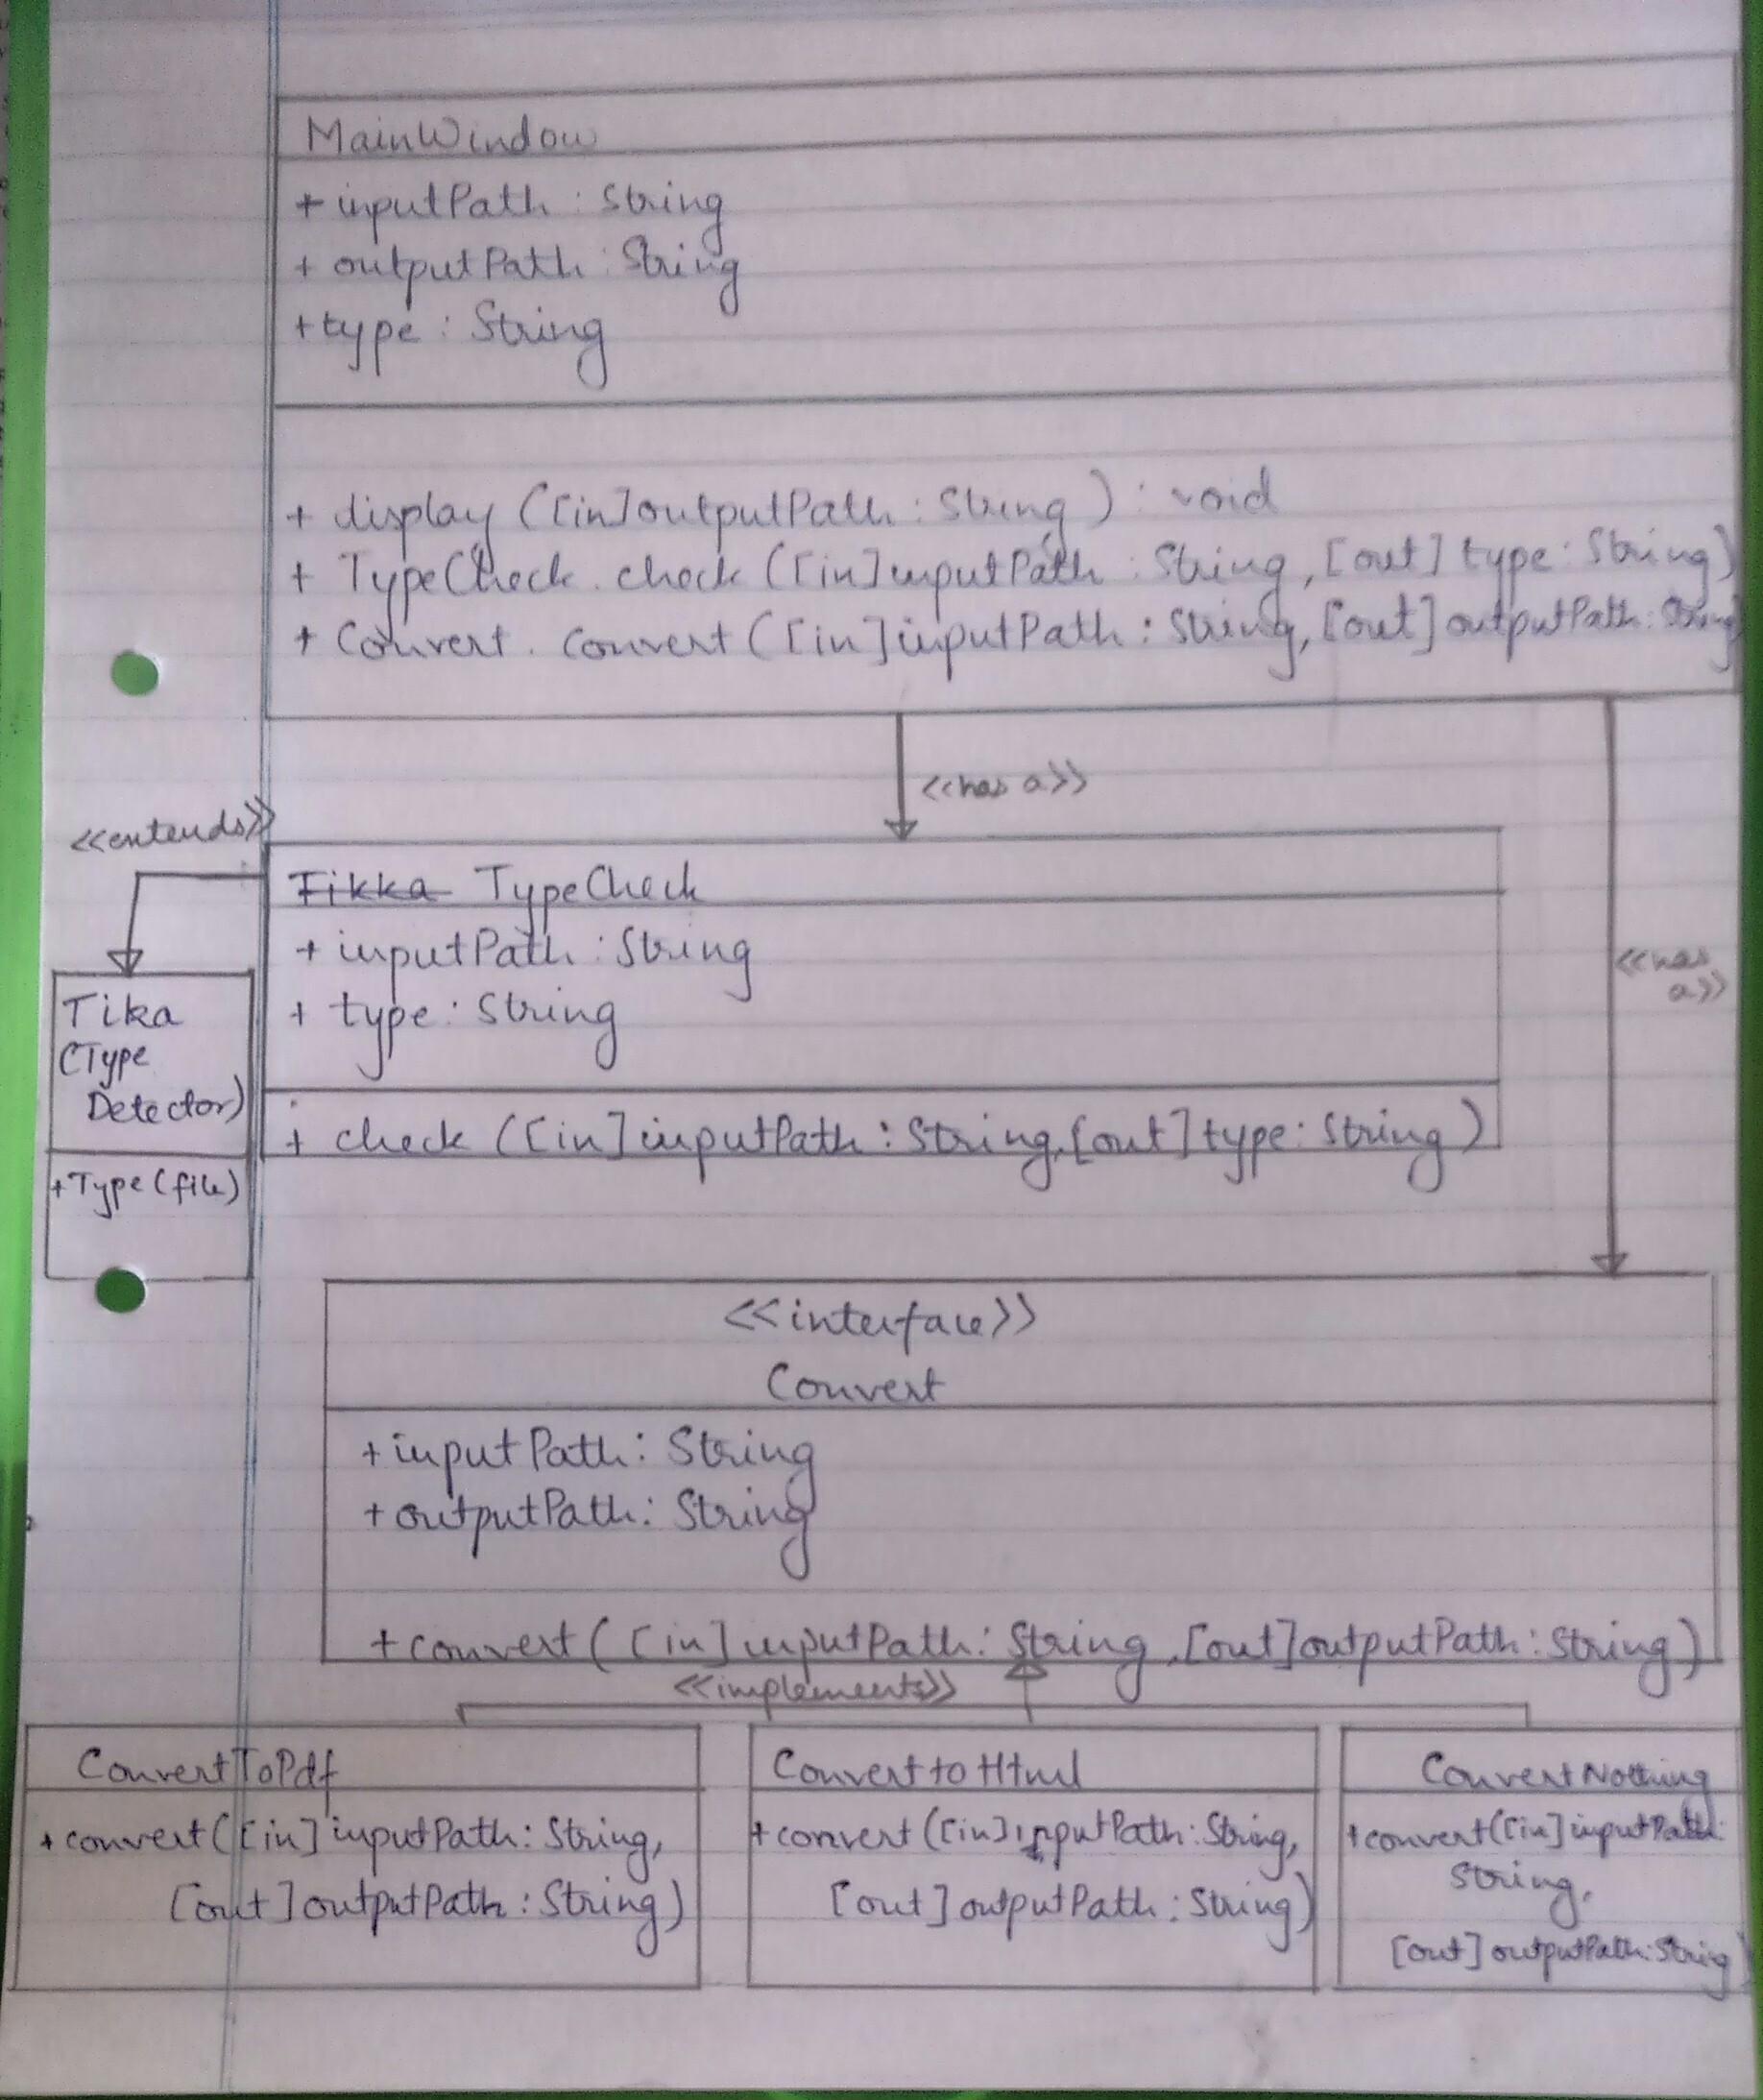 MainWindow
+ inputPath : String
+ outputPath : String
+ type : String
+ display ([in]outputPath : String) : void
+ TypeCheck. check ([in]inputPath : String, [out] type : String)
+ Convert. convert ([in]inputPath : String, [out] outputPath : String
<<has a>>
<<extends>>
Tikka TypeCheck
+ inputPath : String
+ type : String
+ check ([in] inputPath : String, [out] type : String)
<<has
a>>
Tika
(Type
Detector)
+Type (file)
<<interface>>
Convert
+ inputPath : String
+ outputPath : String
+ convert ([in] inputPath : String, [out] outputPath : String)
<<implements>>
ConvertToPdf
+ convert ([in] inputPath : String,
[out] outputPath : String)
ConverttoHtml
+ convert ([in] inputPath : String,
[out] outputPath : String)
ConvertNothing
+ convert ([in] inputPath :
String,
[out] outputPath : String)